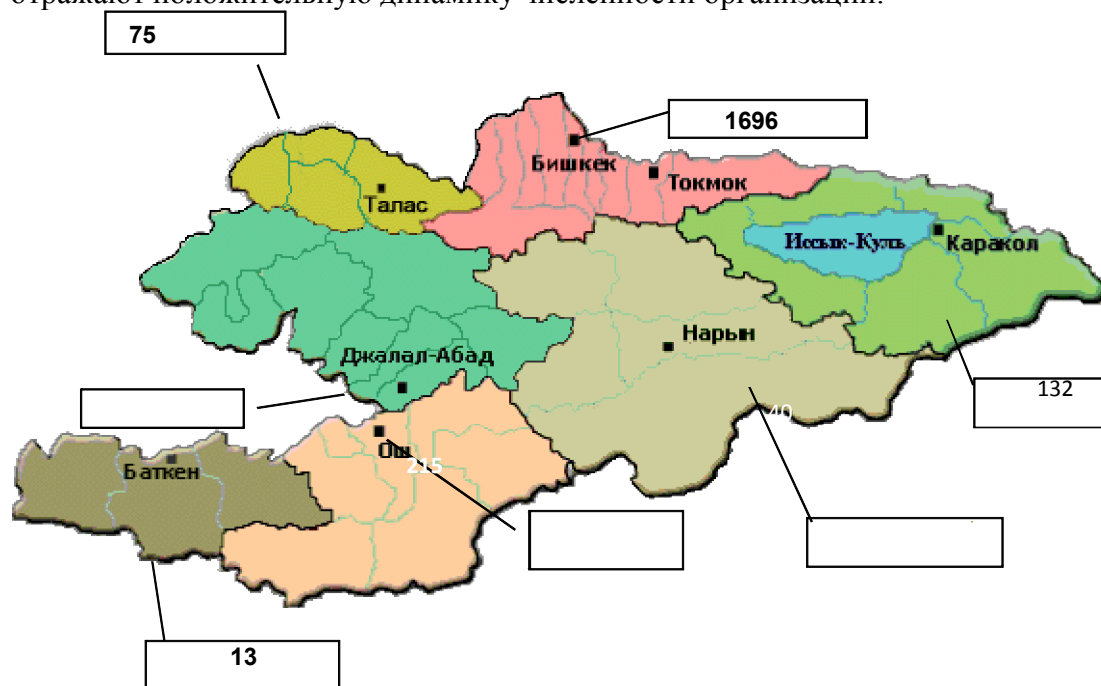 отражают положительную динамику численности организаций.
75
1696
Бишкек
Токмок
Талас
Иссык-Куль
Каракол
Нарын
Джалал-Абад
132
40
Ош
215
Баткен
13